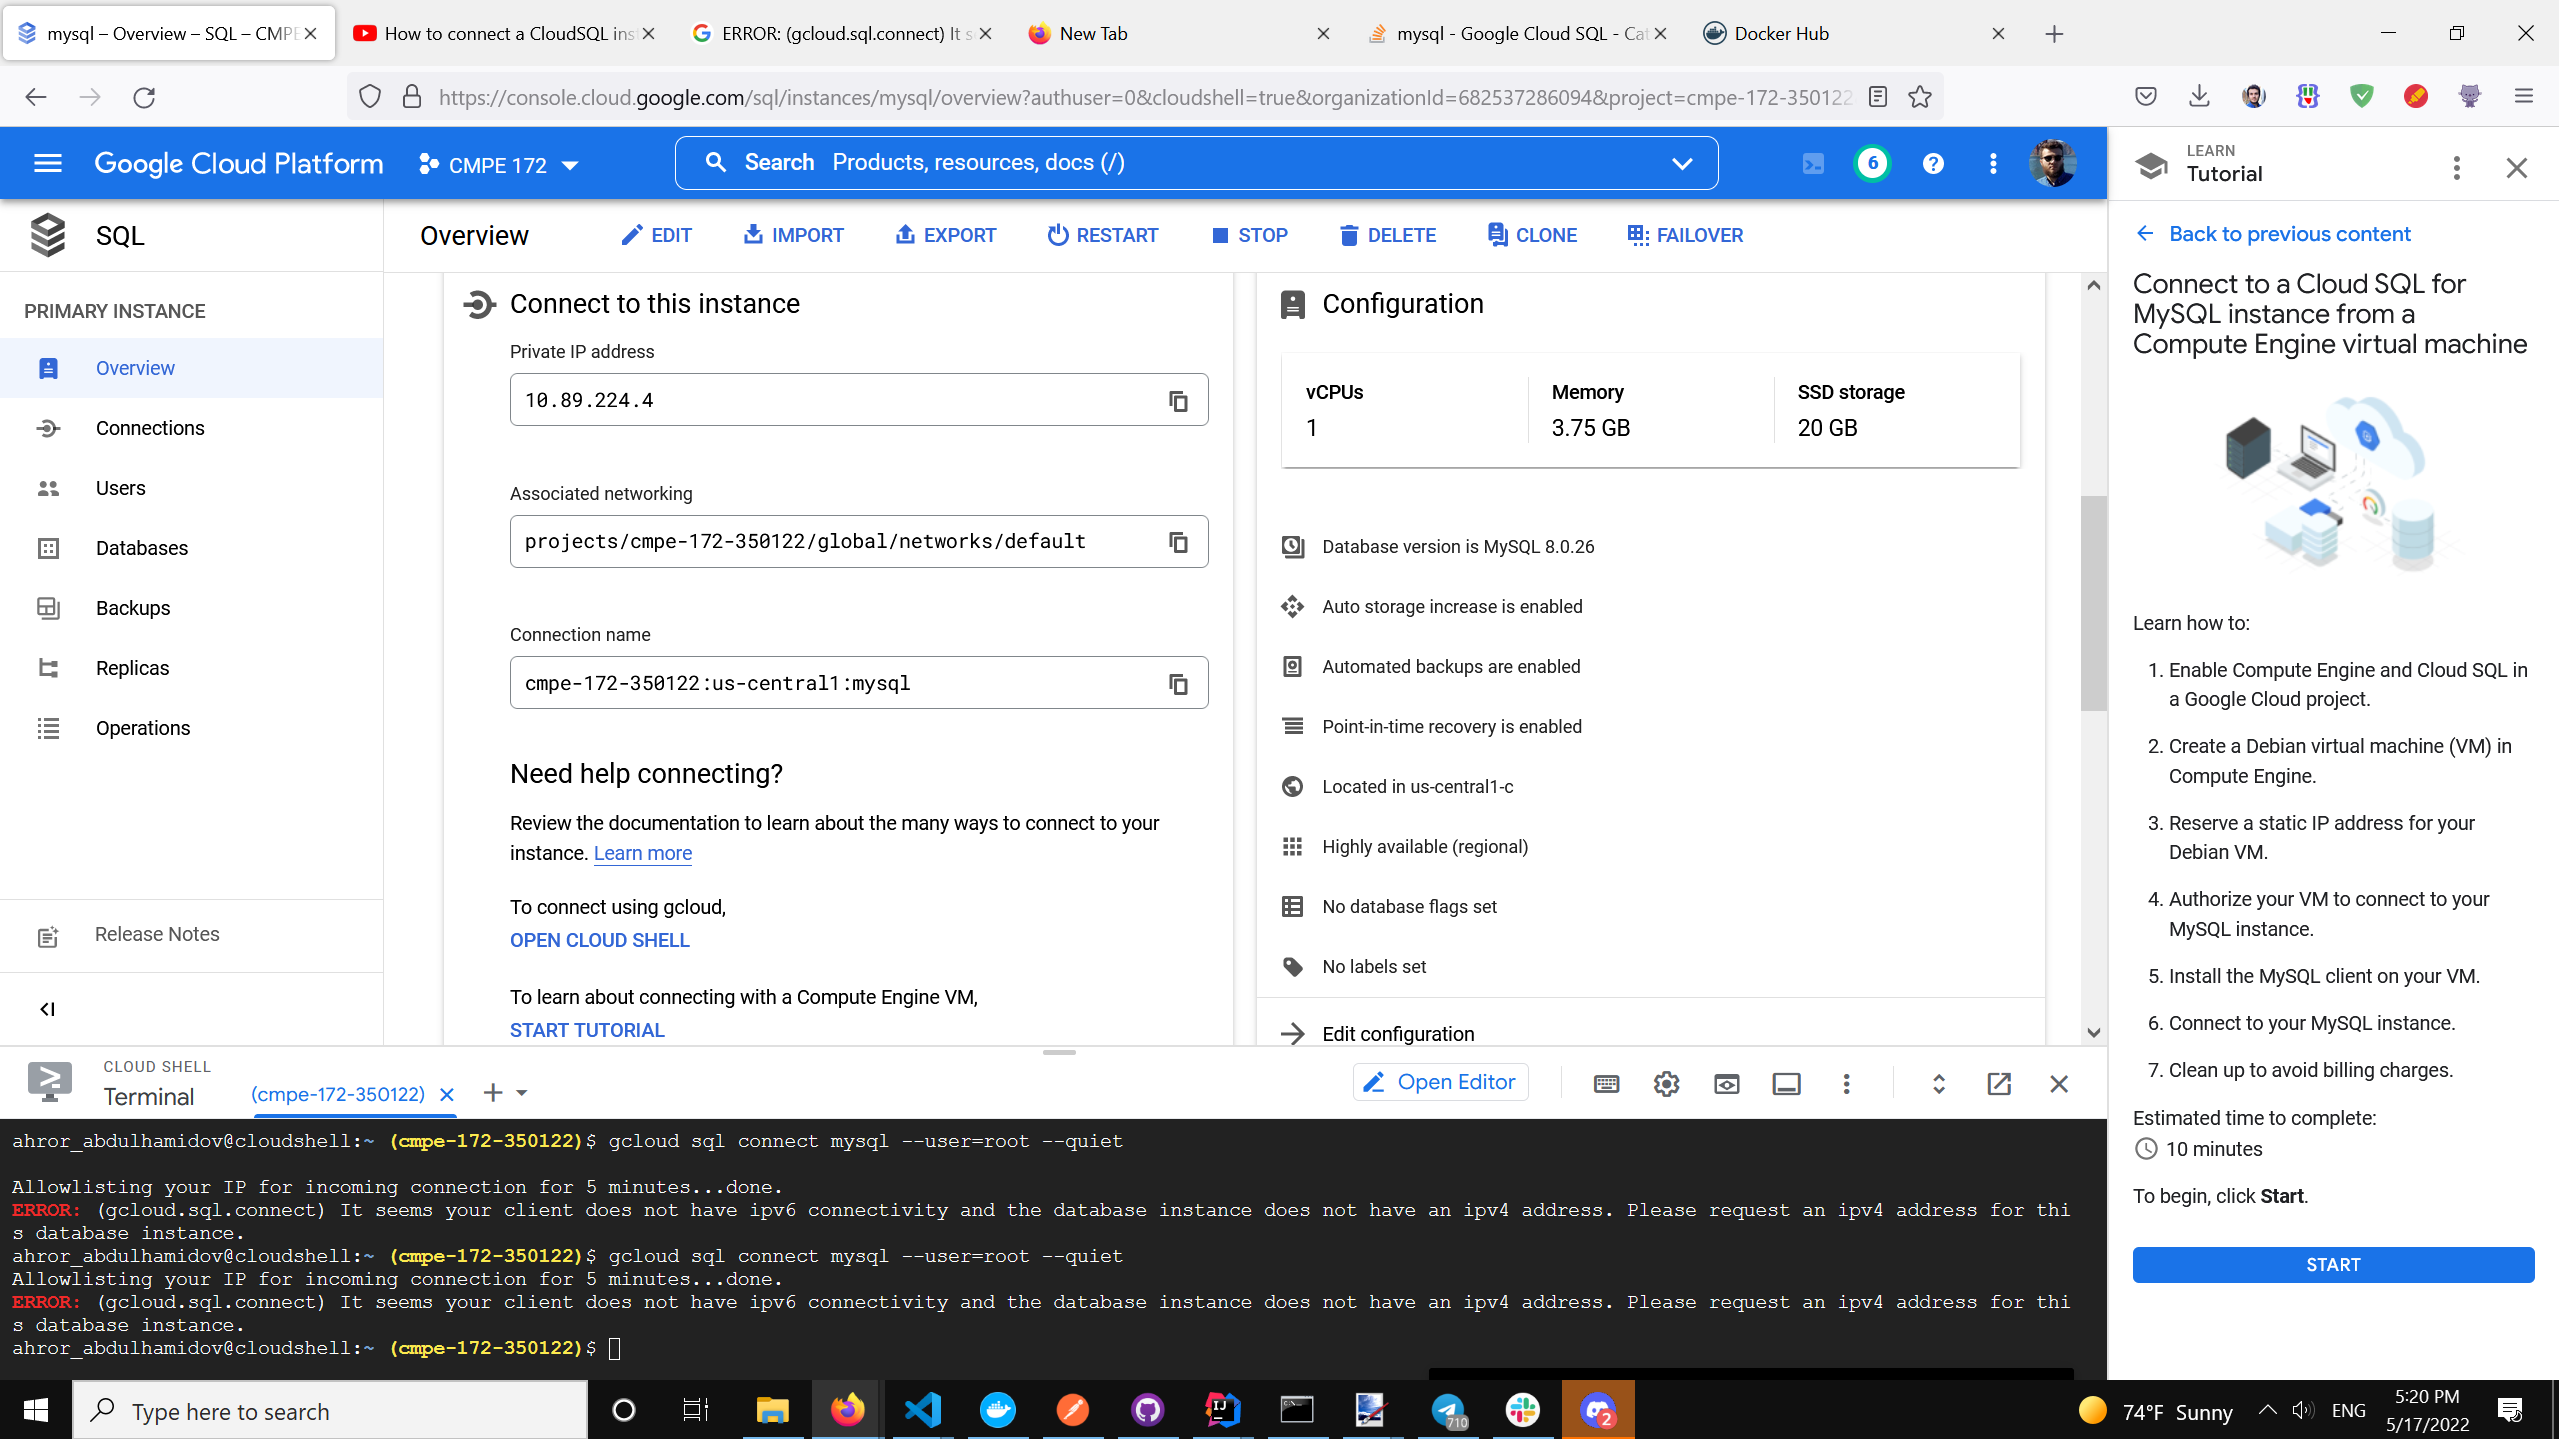 mysql – Overview – SQL – CMPE
How to connect a CloudSQL ins
ERROR: (gcloud.sql.connect) It s
New Tab
mysql - Google Cloud SQL - Cat
Docker Hub
https://console.cloud.google.com/sql/instances/mysql/overview?authuser=0&cloudshell=true&organizationId=682537286094&project=cmpe-172-350122
Google Cloud Platform
CMPE 172
Search Products, resources, docs (/)
6
LEARN
Tutorial
SQL
Overview
EDIT
IMPORT
EXPORT
RESTART
STOP
DELETE
CLONE
FAILOVER
PRIMARY INSTANCE
Overview
Connections
Users
Databases
Backups
Replicas
Operations
Release Notes
Connect to this instance
Private IP address
10.89.224.4
Associated networking
projects/cmpe-172-350122/global/networks/default
Connection name
cmpe-172-350122:us-central1:mysql
Need help connecting?
Review the documentation to learn about the many ways to connect to your
instance. Learn more
To connect using gcloud,
OPEN CLOUD SHELL
To learn about connecting with a Compute Engine VM,
START TUTORIAL
Configuration
vCPUs
1
Memory
3.75 GB
SSD storage
20 GB
Database version is MySQL 8.0.26
Auto storage increase is enabled
Automated backups are enabled
Point-in-time recovery is enabled
Located in us-central1-c
Highly available (regional)
No database flags set
No labels set
Edit configuration
Back to previous content
Connect to a Cloud SQL for
MySQL instance from a
Compute Engine virtual machine
Learn how to:
1. Enable Compute Engine and Cloud SQL in
a Google Cloud project.
2. Create a Debian virtual machine (VM) in
Compute Engine.
3. Reserve a static IP address for your
Debian VM.
4. Authorize your VM to connect to your
MySQL instance.
5. Install the MySQL client on your VM.
6. Connect to your MySQL instance.
7. Clean up to avoid billing charges.
Estimated time to complete:
10 minutes
To begin, click Start.
START
CLOUD SHELL
Terminal
(cmpe-172-350122)
Open Editor
ahror_abdulhamidov@cloudshell:~ (cmpe-172-350122)$ gcloud sql connect mysql --user=root --quiet
Allowlisting your IP for incoming connection for 5 minutes...done.
ERROR: (gcloud.sql.connect) It seems your client does not have ipv6 connectivity and the database instance does not have an ipv4 address. Please request an ipv4 address for thi
s database instance.
ahror_abdulhamidov@cloudshell:~ (cmpe-172-350122)$ gcloud sql connect mysql --user=root --quiet
Allowlisting your IP for incoming connection for 5 minutes...done.
ERROR: (gcloud.sql.connect) It seems your client does not have ipv6 connectivity and the database instance does not have an ipv4 address. Please request an ipv4 address for thi
s database instance.
ahror_abdulhamidov@cloudshell:~ (cmpe-172-350122)$
Type here to search
IJ
710
2
74°F Sunny
ENG
5:20 PM
5/17/2022